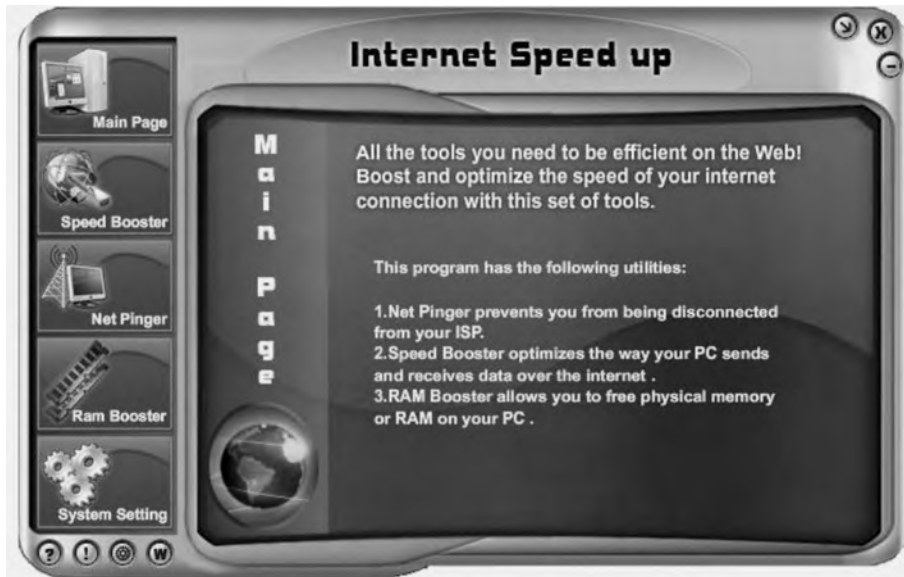 Internet Speed up
Main Page
Speed Booster
Net Pinger
Ram Booster
System Setting
? ! W
Main Page
All the tools you need to be efficient on the Web!
Boost and optimize the speed of your internet
connection with this set of tools.
This program has the following utilities:
1.Net Pinger prevents you from being disconnected
from your ISP.
2.Speed Booster optimizes the way your PC sends
and receives data over the internet .
3.RAM Booster allows you to free physical memory
or RAM on your PC .